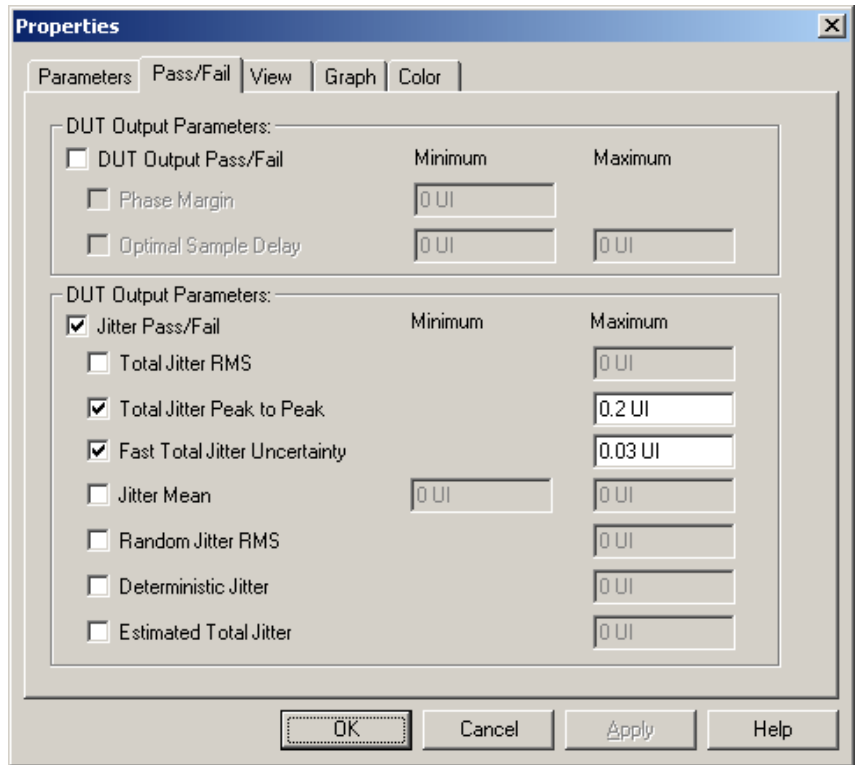 Properties
Parameters Pass/Fail View Graph Color
DUT Output Parameters:
DUT Output Pass/Fail Minimum Maximum
Phase Margin 0 UI
Optimal Sample Delay 0 UI 0 UI
DUT Output Parameters:
Jitter Pass/Fail Minimum Maximum
Total Jitter RMS 0 UI
Total Jitter Peak to Peak 0.2 UI
Fast Total Jitter Uncertainty 0.03 UI
Jitter Mean 0 UI 0 UI
Random Jitter RMS 0 UI
Deterministic Jitter 0 UI
Estimated Total Jitter 0 UI
OK Cancel Apply Help